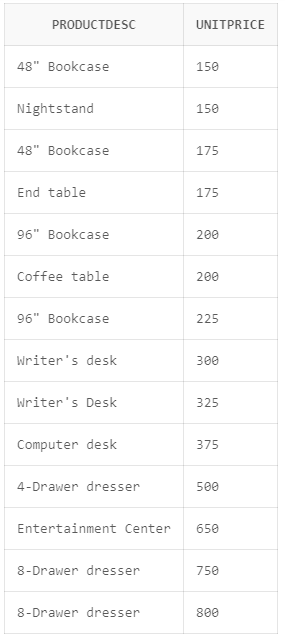 PRODUCTDESC UNITPRICE
48" Bookcase 150
Nightstand 150
48" Bookcase 175
End table 175
96" Bookcase 200
Coffee table 200
96" Bookcase 225
Writer's desk 300
Writer's Desk 325
Computer desk 375
4-Drawer dresser 500
Entertainment Center 650
8-Drawer dresser 750
8-Drawer dresser 800